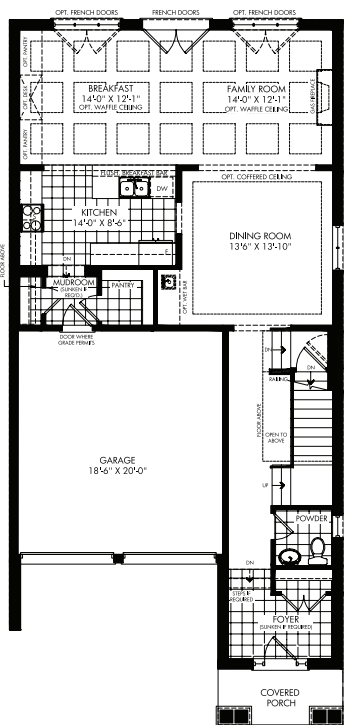 OPT. FRENCH DOORS
FRENCH DOORS
OPT. FRENCH DOORS
OPT. PANTRY
OPT. DESK
OPT. PANTRY
BREAKFAST
14'-0" X 12'-1"
OPT. WAFFLE CEILING
FAMILY ROOM
14'-0" X 12'-1"
OPT. WAFFLE CEILING
GAS FIREPLACE
FLUSH BREAKFAST BAR
DW
KITCHEN
14'-0" X 8'-6"
F
OPT. COFFERED CEILING
DINING ROOM
13'6" X 13'-10"
FLOOR ABOVE
DN
MUDROOM
(SUNKEN IF
REQ'D.)
PANTRY
OPT. WET BAR
DOOR WHERE
GRADE PERMITS
DN
DN
RAILING
FLOOR ABOVE
OPEN TO
ABOVE
GARAGE
18'-6" X 20'-0"
UP
POWDER
DN
STEPS IF
REQUIRED
FOYER
(SUNKEN IF REQUIRED)
COVERED
PORCH